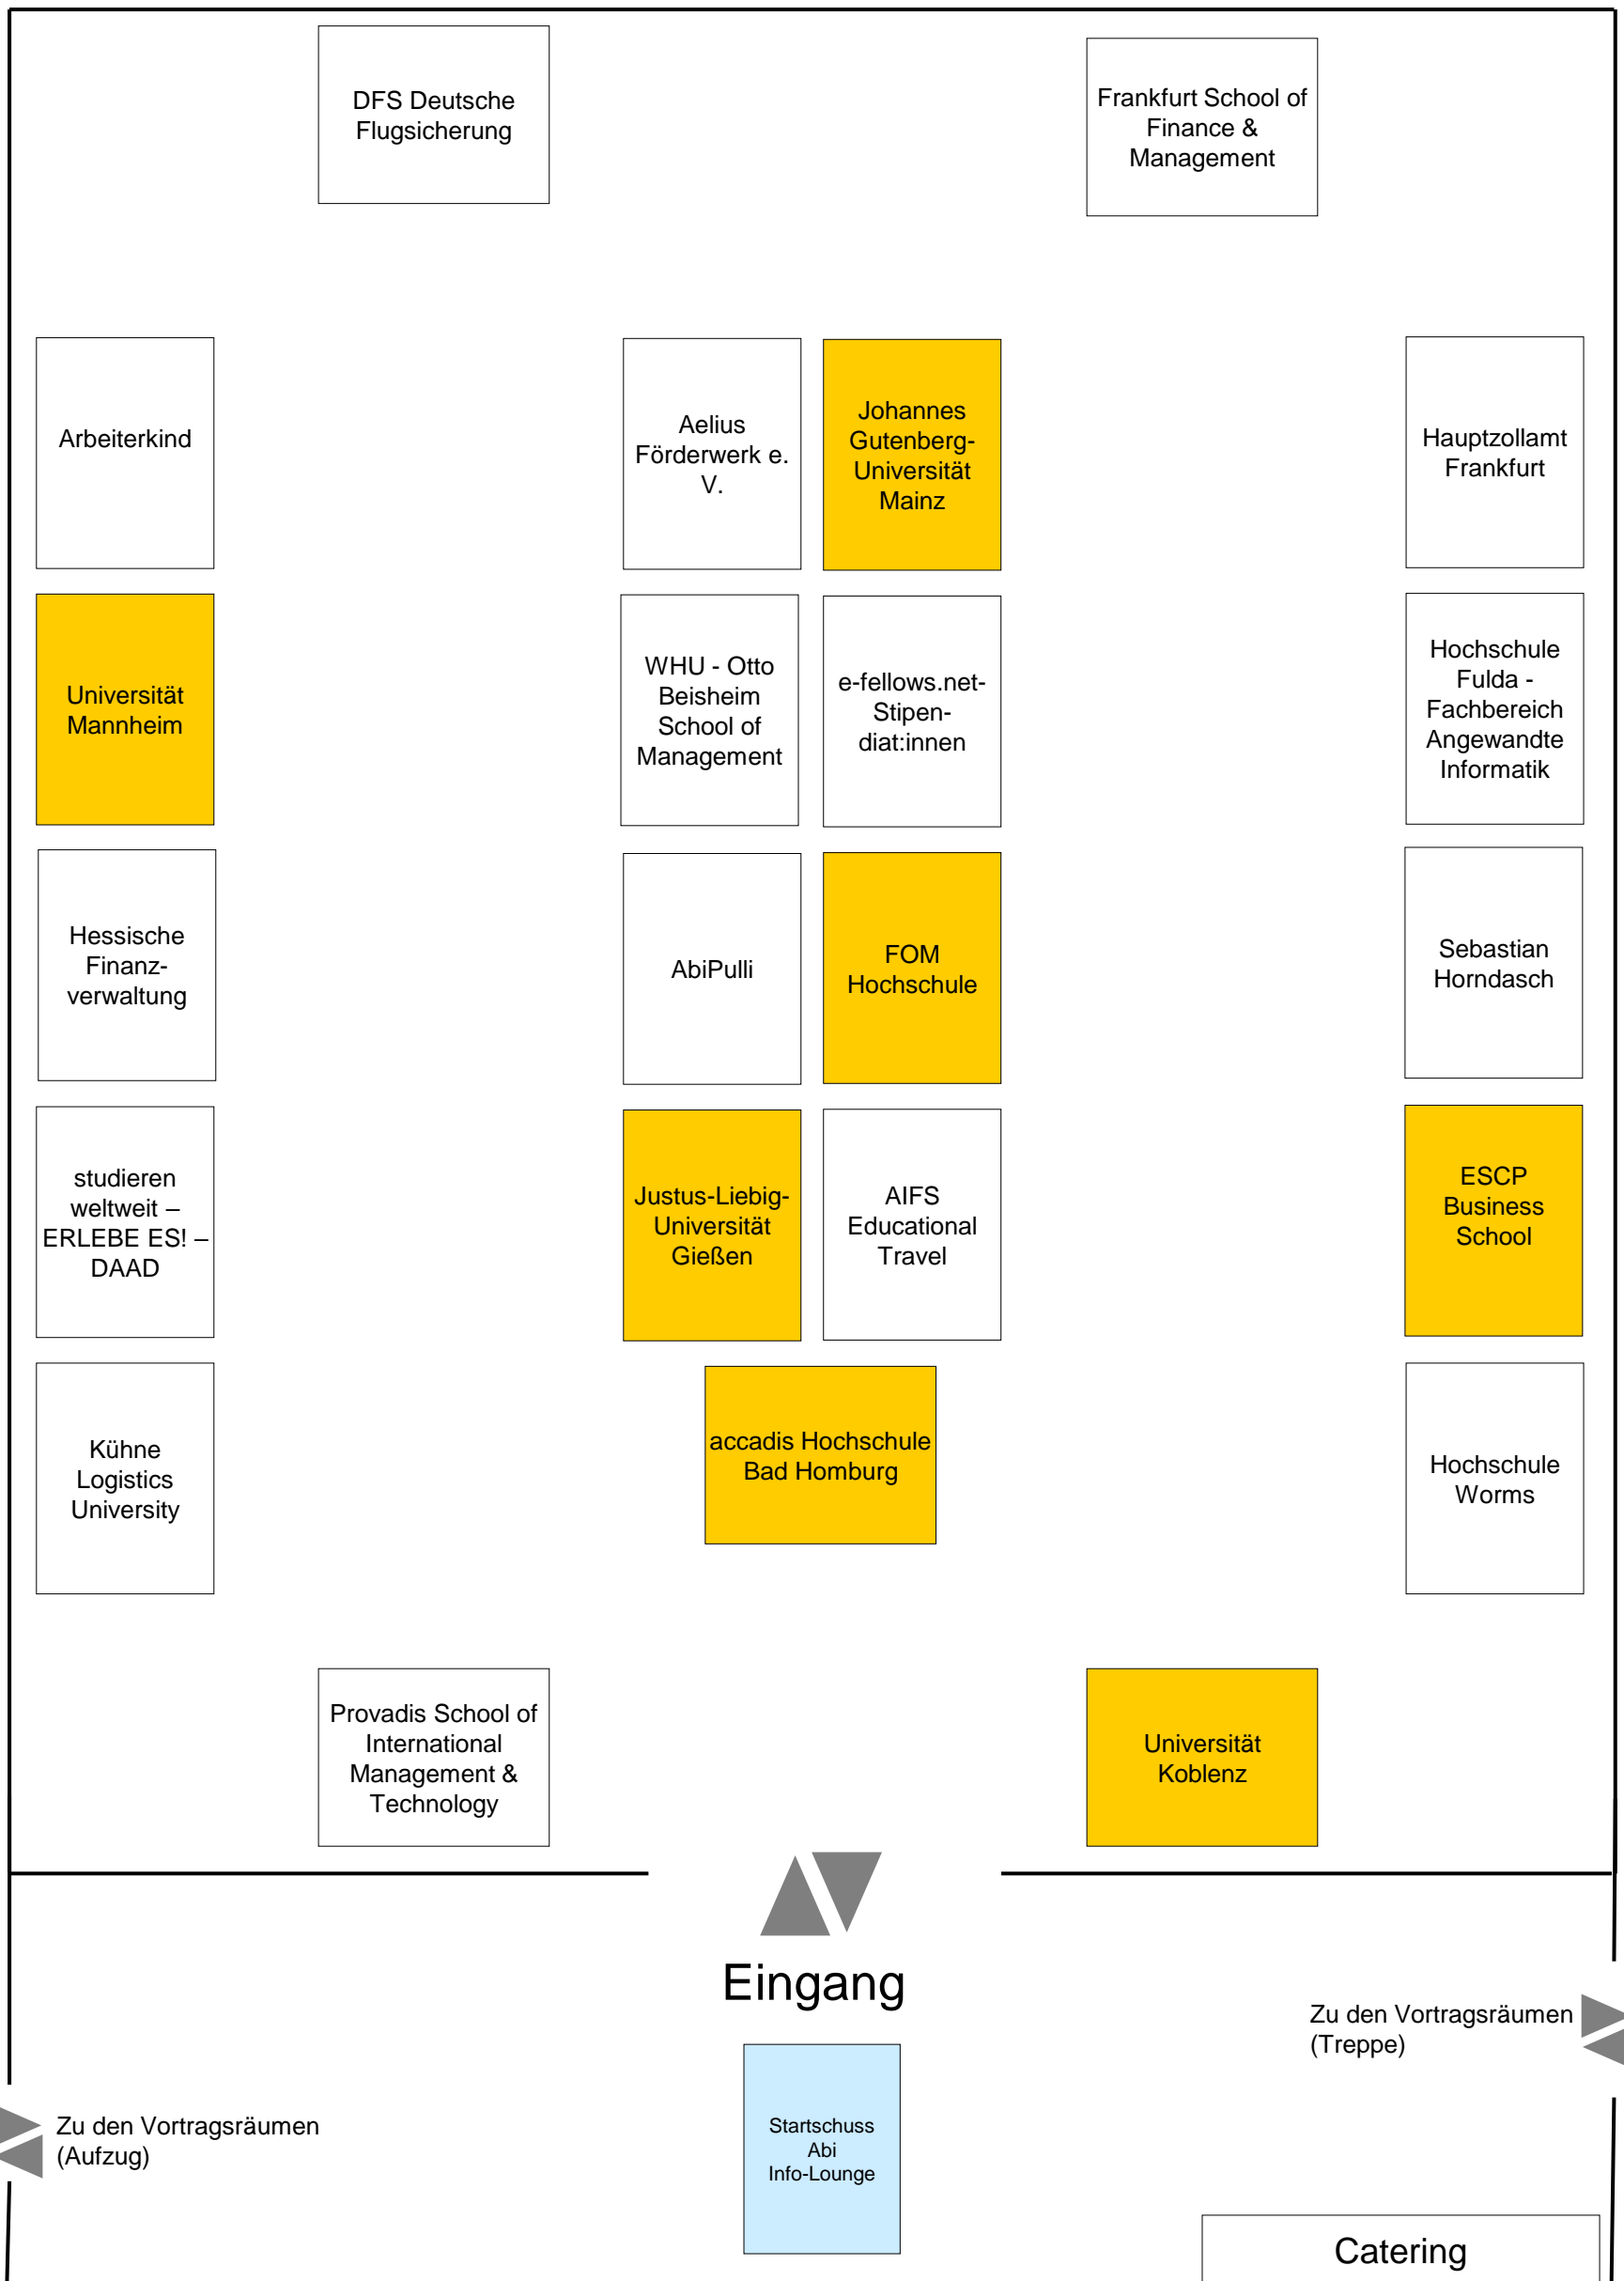 DFS Deutsche
Flugsicherung
Frankfurt School of
Finance &
Management
Arbeiterkind
Aelius
Förderwerk e.
V.
Johannes
Gutenberg-
Universität
Mainz
Hauptzollamt
Frankfurt
Universität
Mannheim
WHU - Otto
Beisheim
School of
Management
e-fellows.net-
Stipen-
diat:innen
Hochschule
Fulda -
Fachbereich
Angewandte
Informatik
Hessische
Finanz-
verwaltung
AbiPulli
FOM
Hochschule
Sebastian
Horndasch
studieren
weltweit –
ERLEBE ES! –
DAAD
Justus-Liebig-
Universität
Gießen
AIFS
Educational
Travel
ESCP
Business
School
Kühne
Logistics
University
accadis Hochschule
Bad Homburg
Hochschule
Worms
Provadis School of
International
Management &
Technology
Universität
Koblenz
Eingang
Zu den Vortragsräumen
(Treppe)
Zu den Vortragsräumen
(Aufzug)
Startschuss
Abi
Info-Lounge
Catering